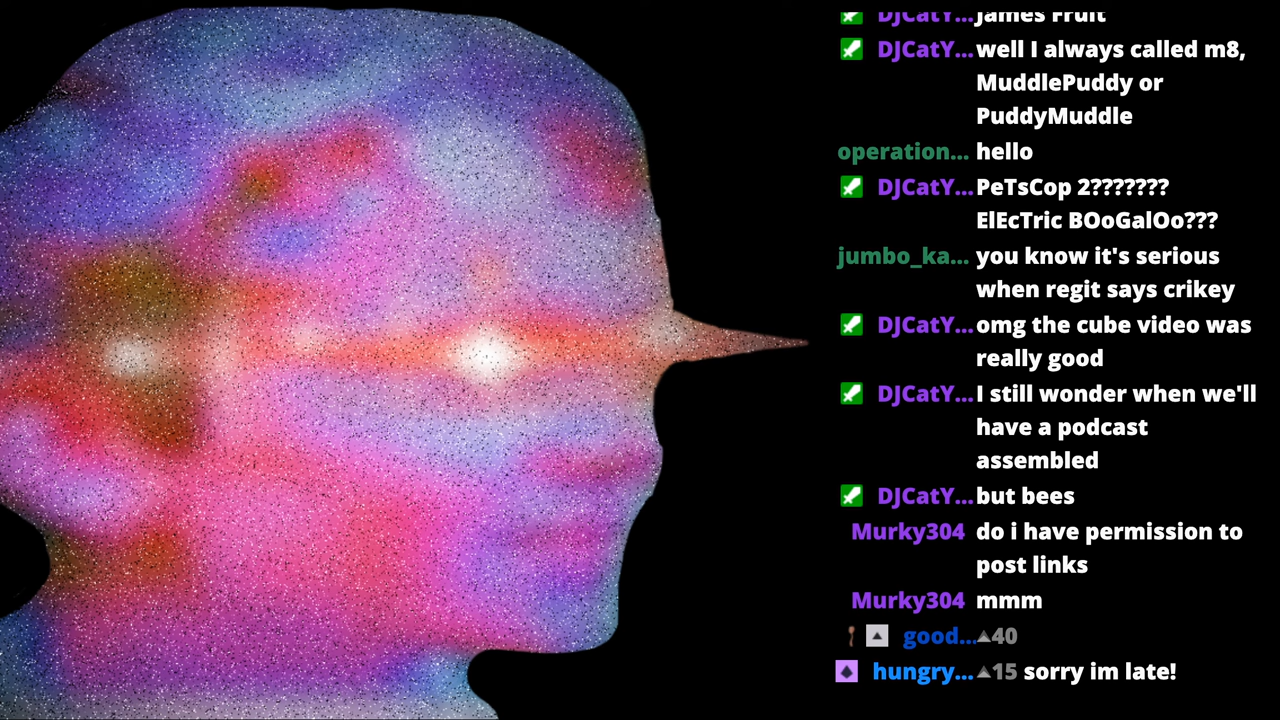 DJCatY... James Fruit
DJCatY... well I always called m8,
MuddlePuddy or
PuddyMuddle
operation... hello
DJCatY... PeTsCop 2???????
ElEcTric BOoGalOo???
jumbo_ka... you know it's serious
when regit says crikey
DJCatY... omg the cube video was
really good
DJCatY... I still wonder when we'll
have a podcast
assembled
DJCatY... but bees
Murky304 do i have permission to
post links
Murky304 mmm
good... 40
hungry... 15 sorry im late!